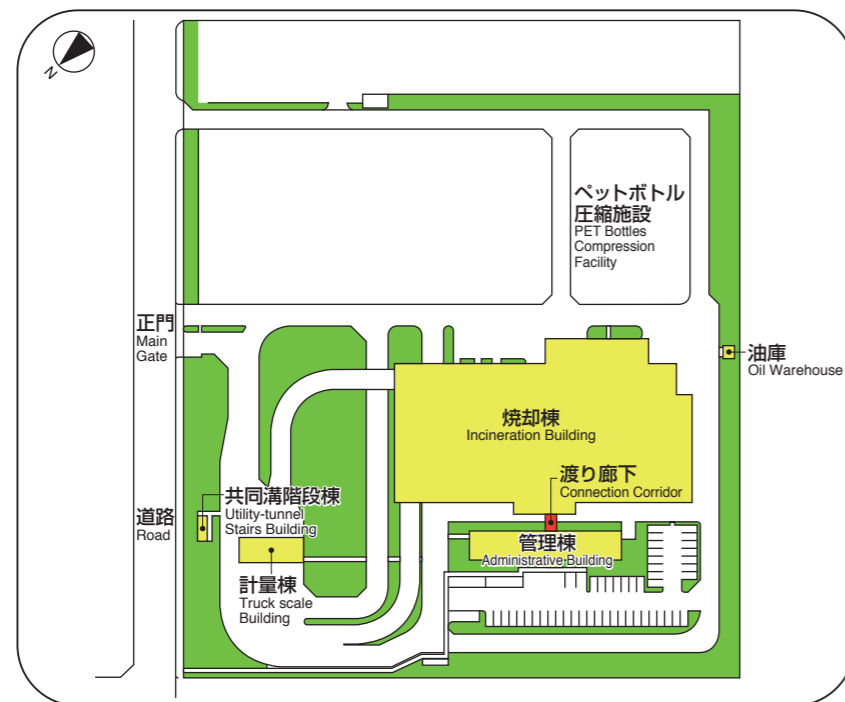 N
ペットボトル
圧縮施設
PET Bottles
Compression
Facility
正門
Main
Gate
油庫
Oil Warehouse
焼却棟
Incineration Building
渡り廊下
Connection Corridor
共同溝階段棟
Utility-tunnel
Stairs Building
道路
Road
管理棟
Administrative Building
計量棟
Truck scale
Building